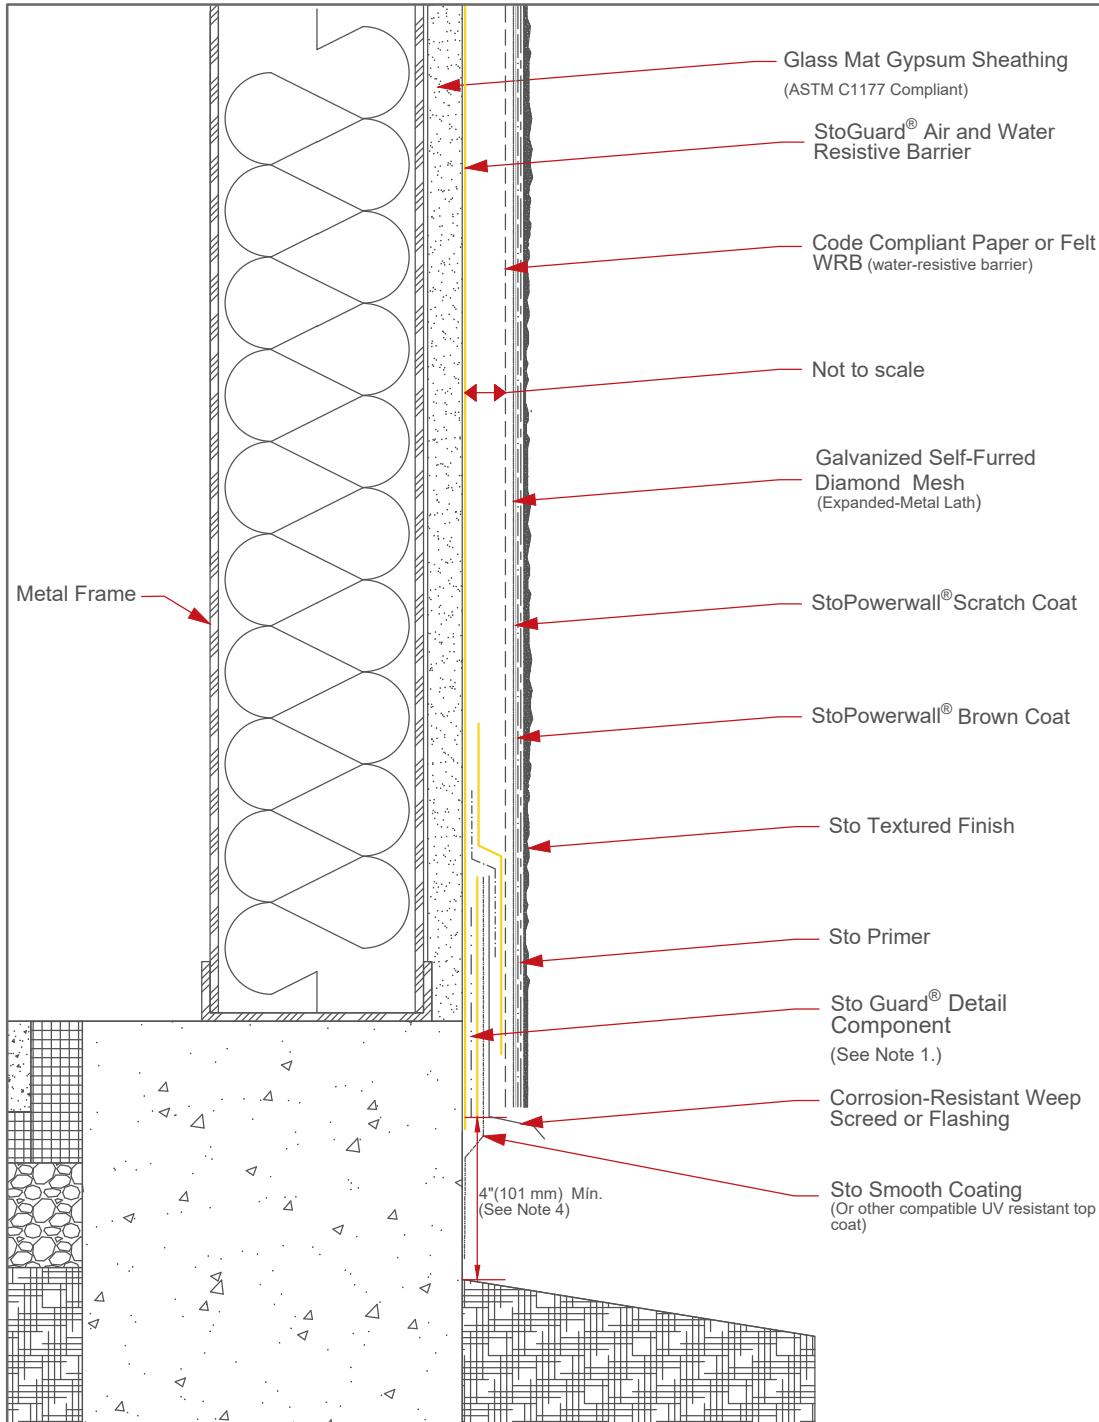 Glass Mat Gypsum Sheathing
(ASTM C1177 Compliant)
StoGuard® Air and Water
Resistive Barrier
Code Compliant Paper or Felt
WRB (water-resistive barrier)
Not to scale
Galvanized Self-Furred
Diamond Mesh
(Expanded-Metal Lath)
Metal Frame
StoPowerwall® Scratch Coat
StoPowerwall® Brown Coat
Sto Textured Finish
Sto Primer
Sto Guard® Detail
Component
(See Note 1.)
Corrosion-Resistant Weep
Screed or Flashing
4"(101 mm) Mín.
(See Note 4)
Sto Smooth Coating
(Or other compatible UV resistant top
coat)